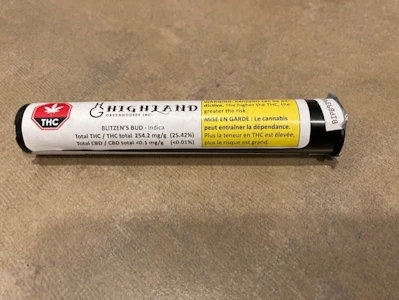 THC
HIGHLAND
GREENHOUSES INC.
BLITZEN'S BUD - Indica
Total THC / THC total 254.2 mg/g (25.42%)
Total CBD / CBD total <0.1 mg/g (<0.01%)
dictive. The higher the THC, the
greater the risk.
MISE EN GARDE : Le cannabis
peut entraîner la dépendance.
Plus la teneur en THC est élevée,
plus le risque est grand.